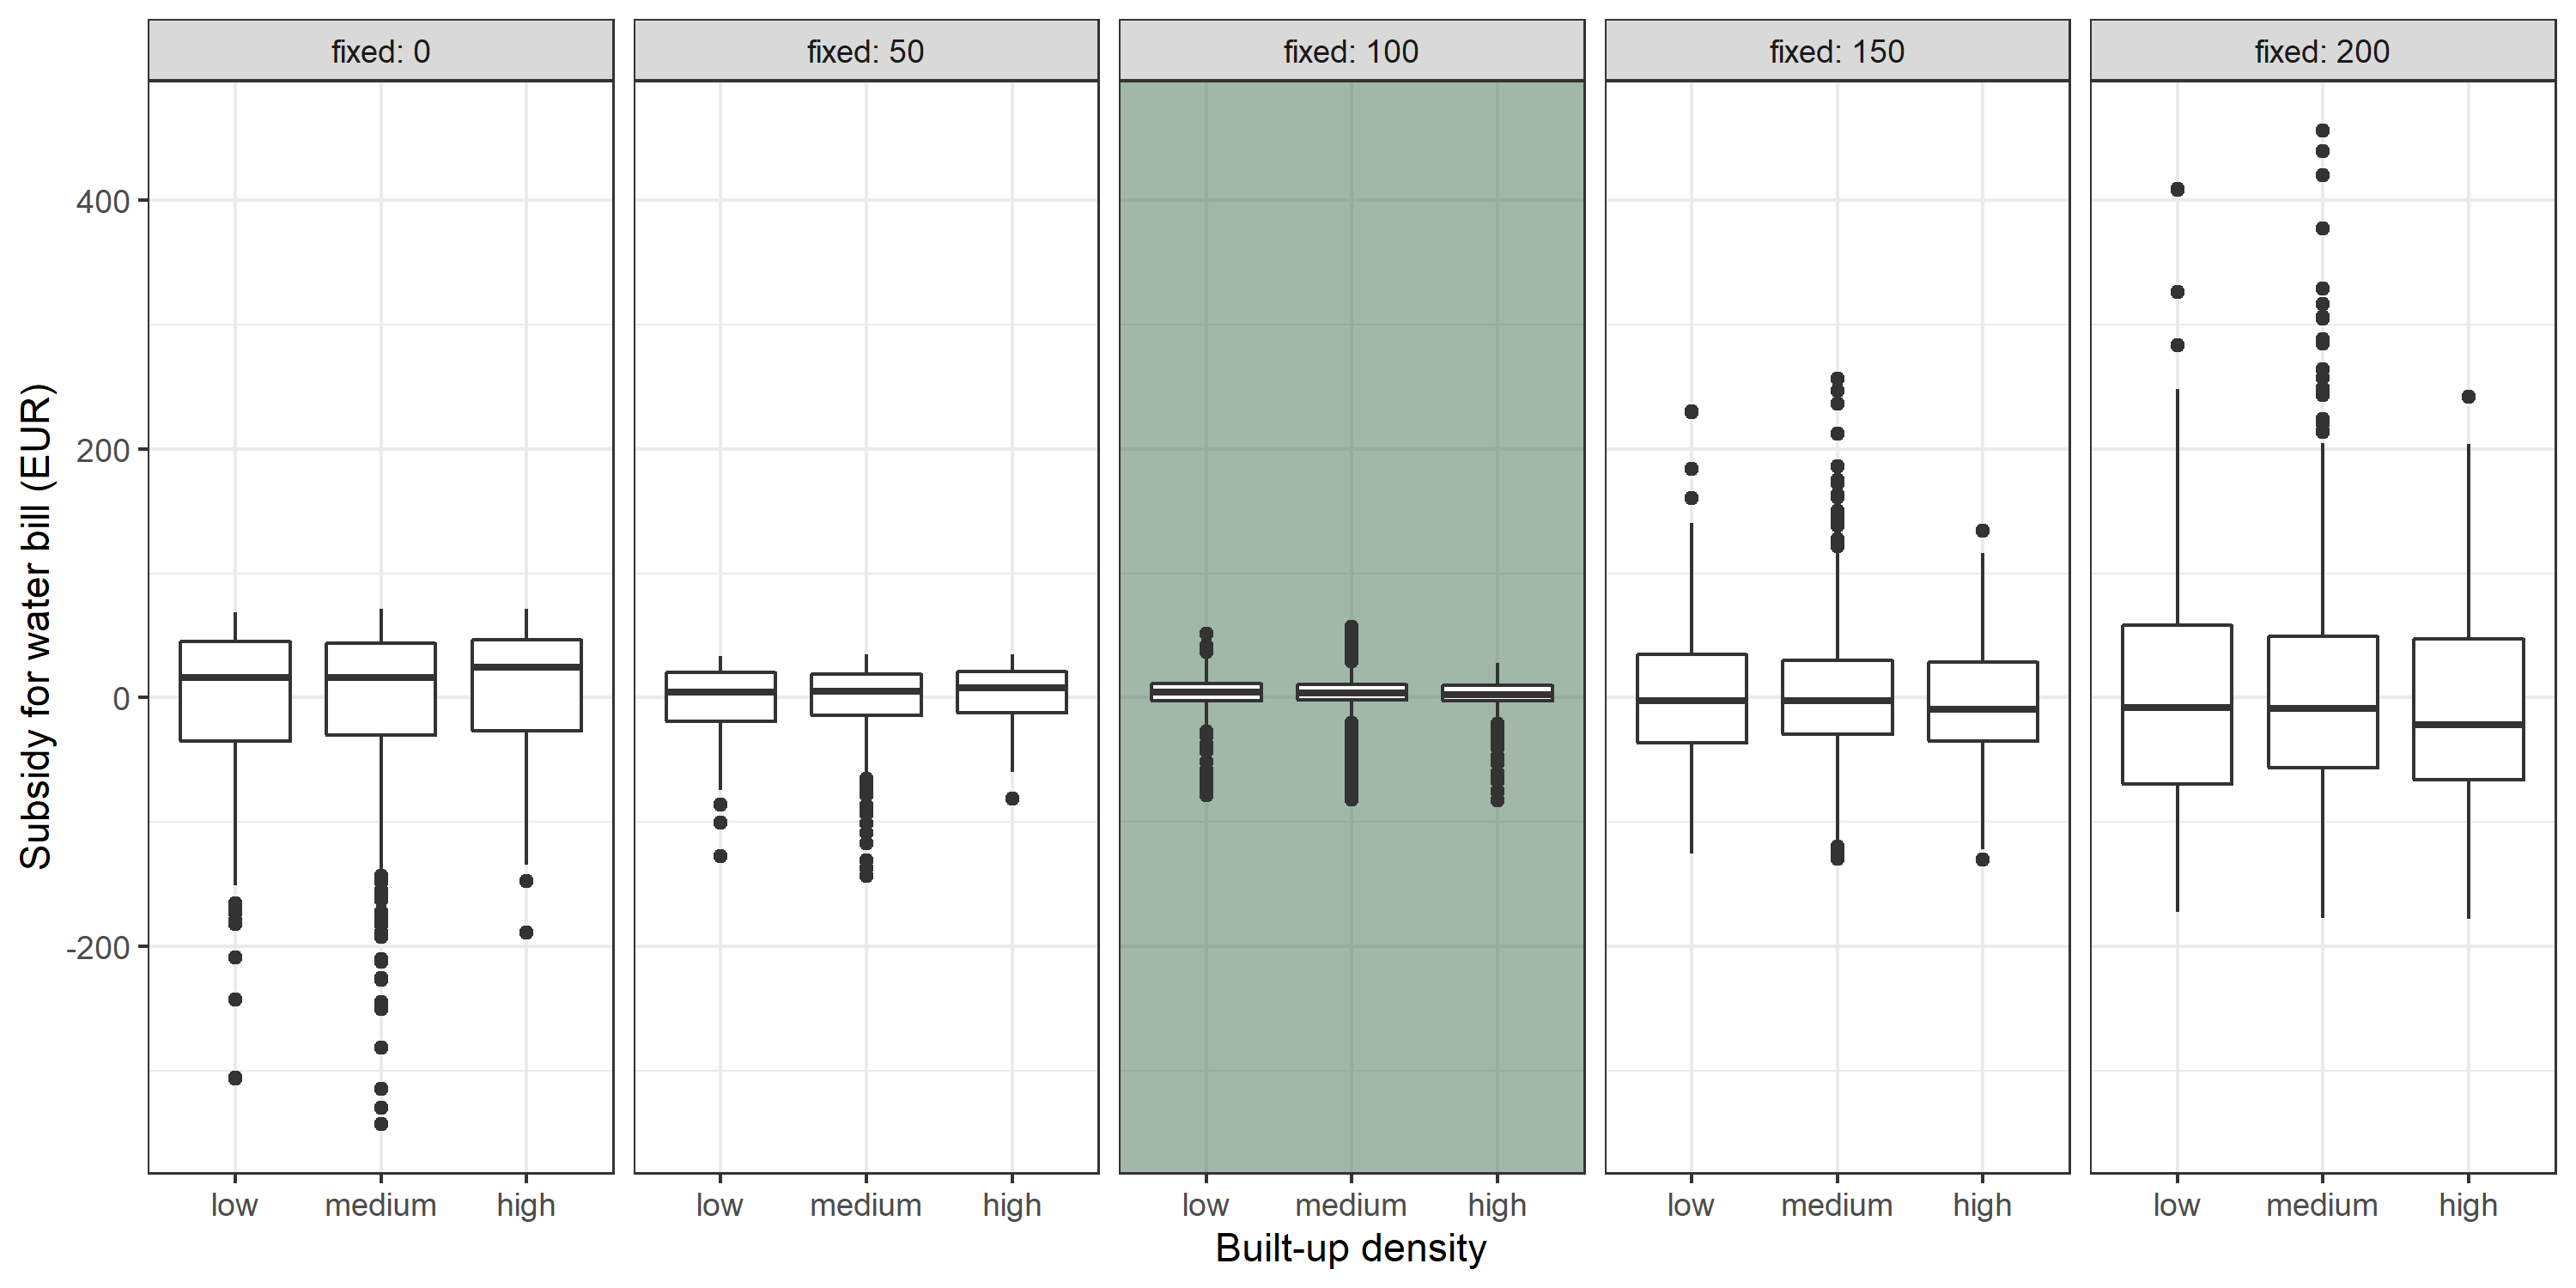 fixed: 0
fixed: 50
fixed: 100
fixed: 150
fixed: 200
Subsidy for water bill (EUR)
400
200
0
-200
low medium high
low medium high
low medium high
low medium high
low medium high
Built-up density